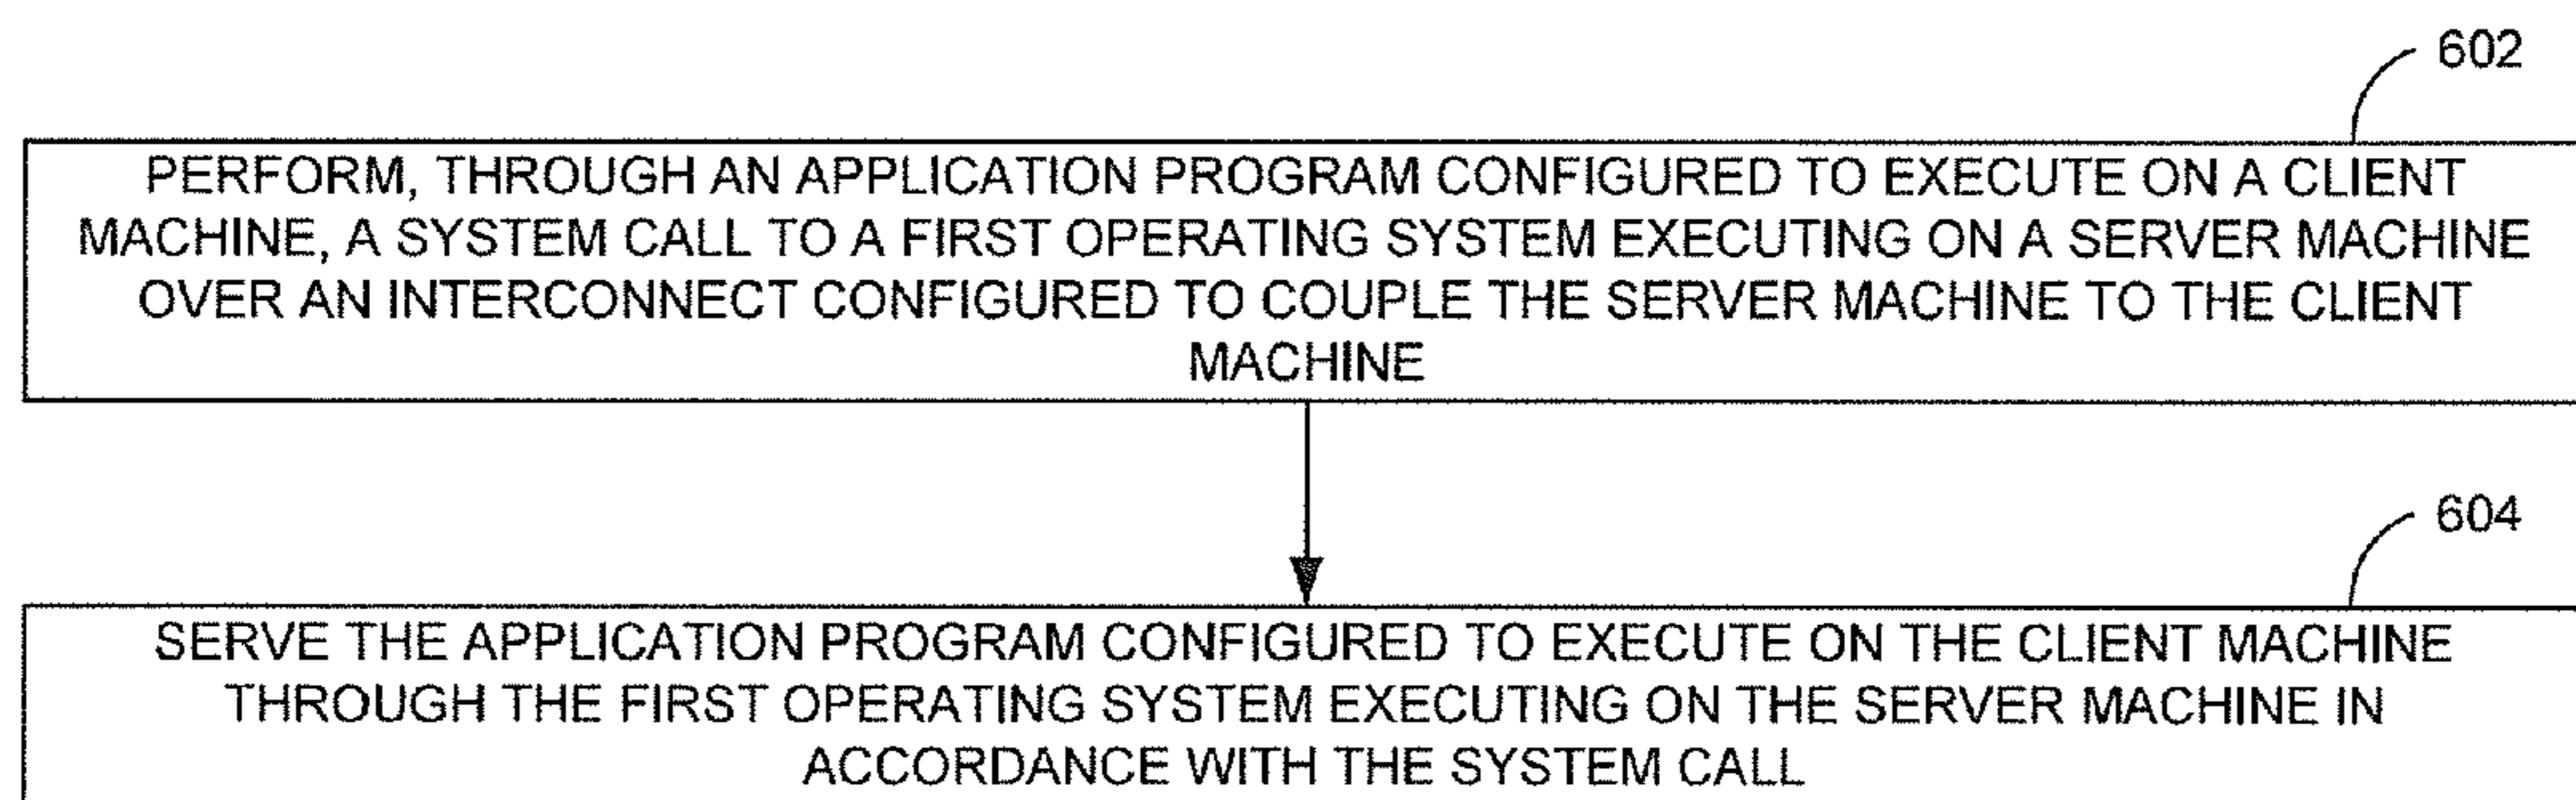 602
PERFORM, THROUGH AN APPLICATION PROGRAM CONFIGURED TO EXECUTE ON A CLIENT
MACHINE, A SYSTEM CALL TO A FIRST OPERATING SYSTEM EXECUTING ON A SERVER MACHINE
OVER AN INTERCONNECT CONFIGURED TO COUPLE THE SERVER MACHINE TO THE CLIENT
MACHINE
604
SERVE THE APPLICATION PROGRAM CONFIGURED TO EXECUTE ON THE CLIENT MACHINE
THROUGH THE FIRST OPERATING SYSTEM EXECUTING ON THE SERVER MACHINE IN
ACCORDANCE WITH THE SYSTEM CALL